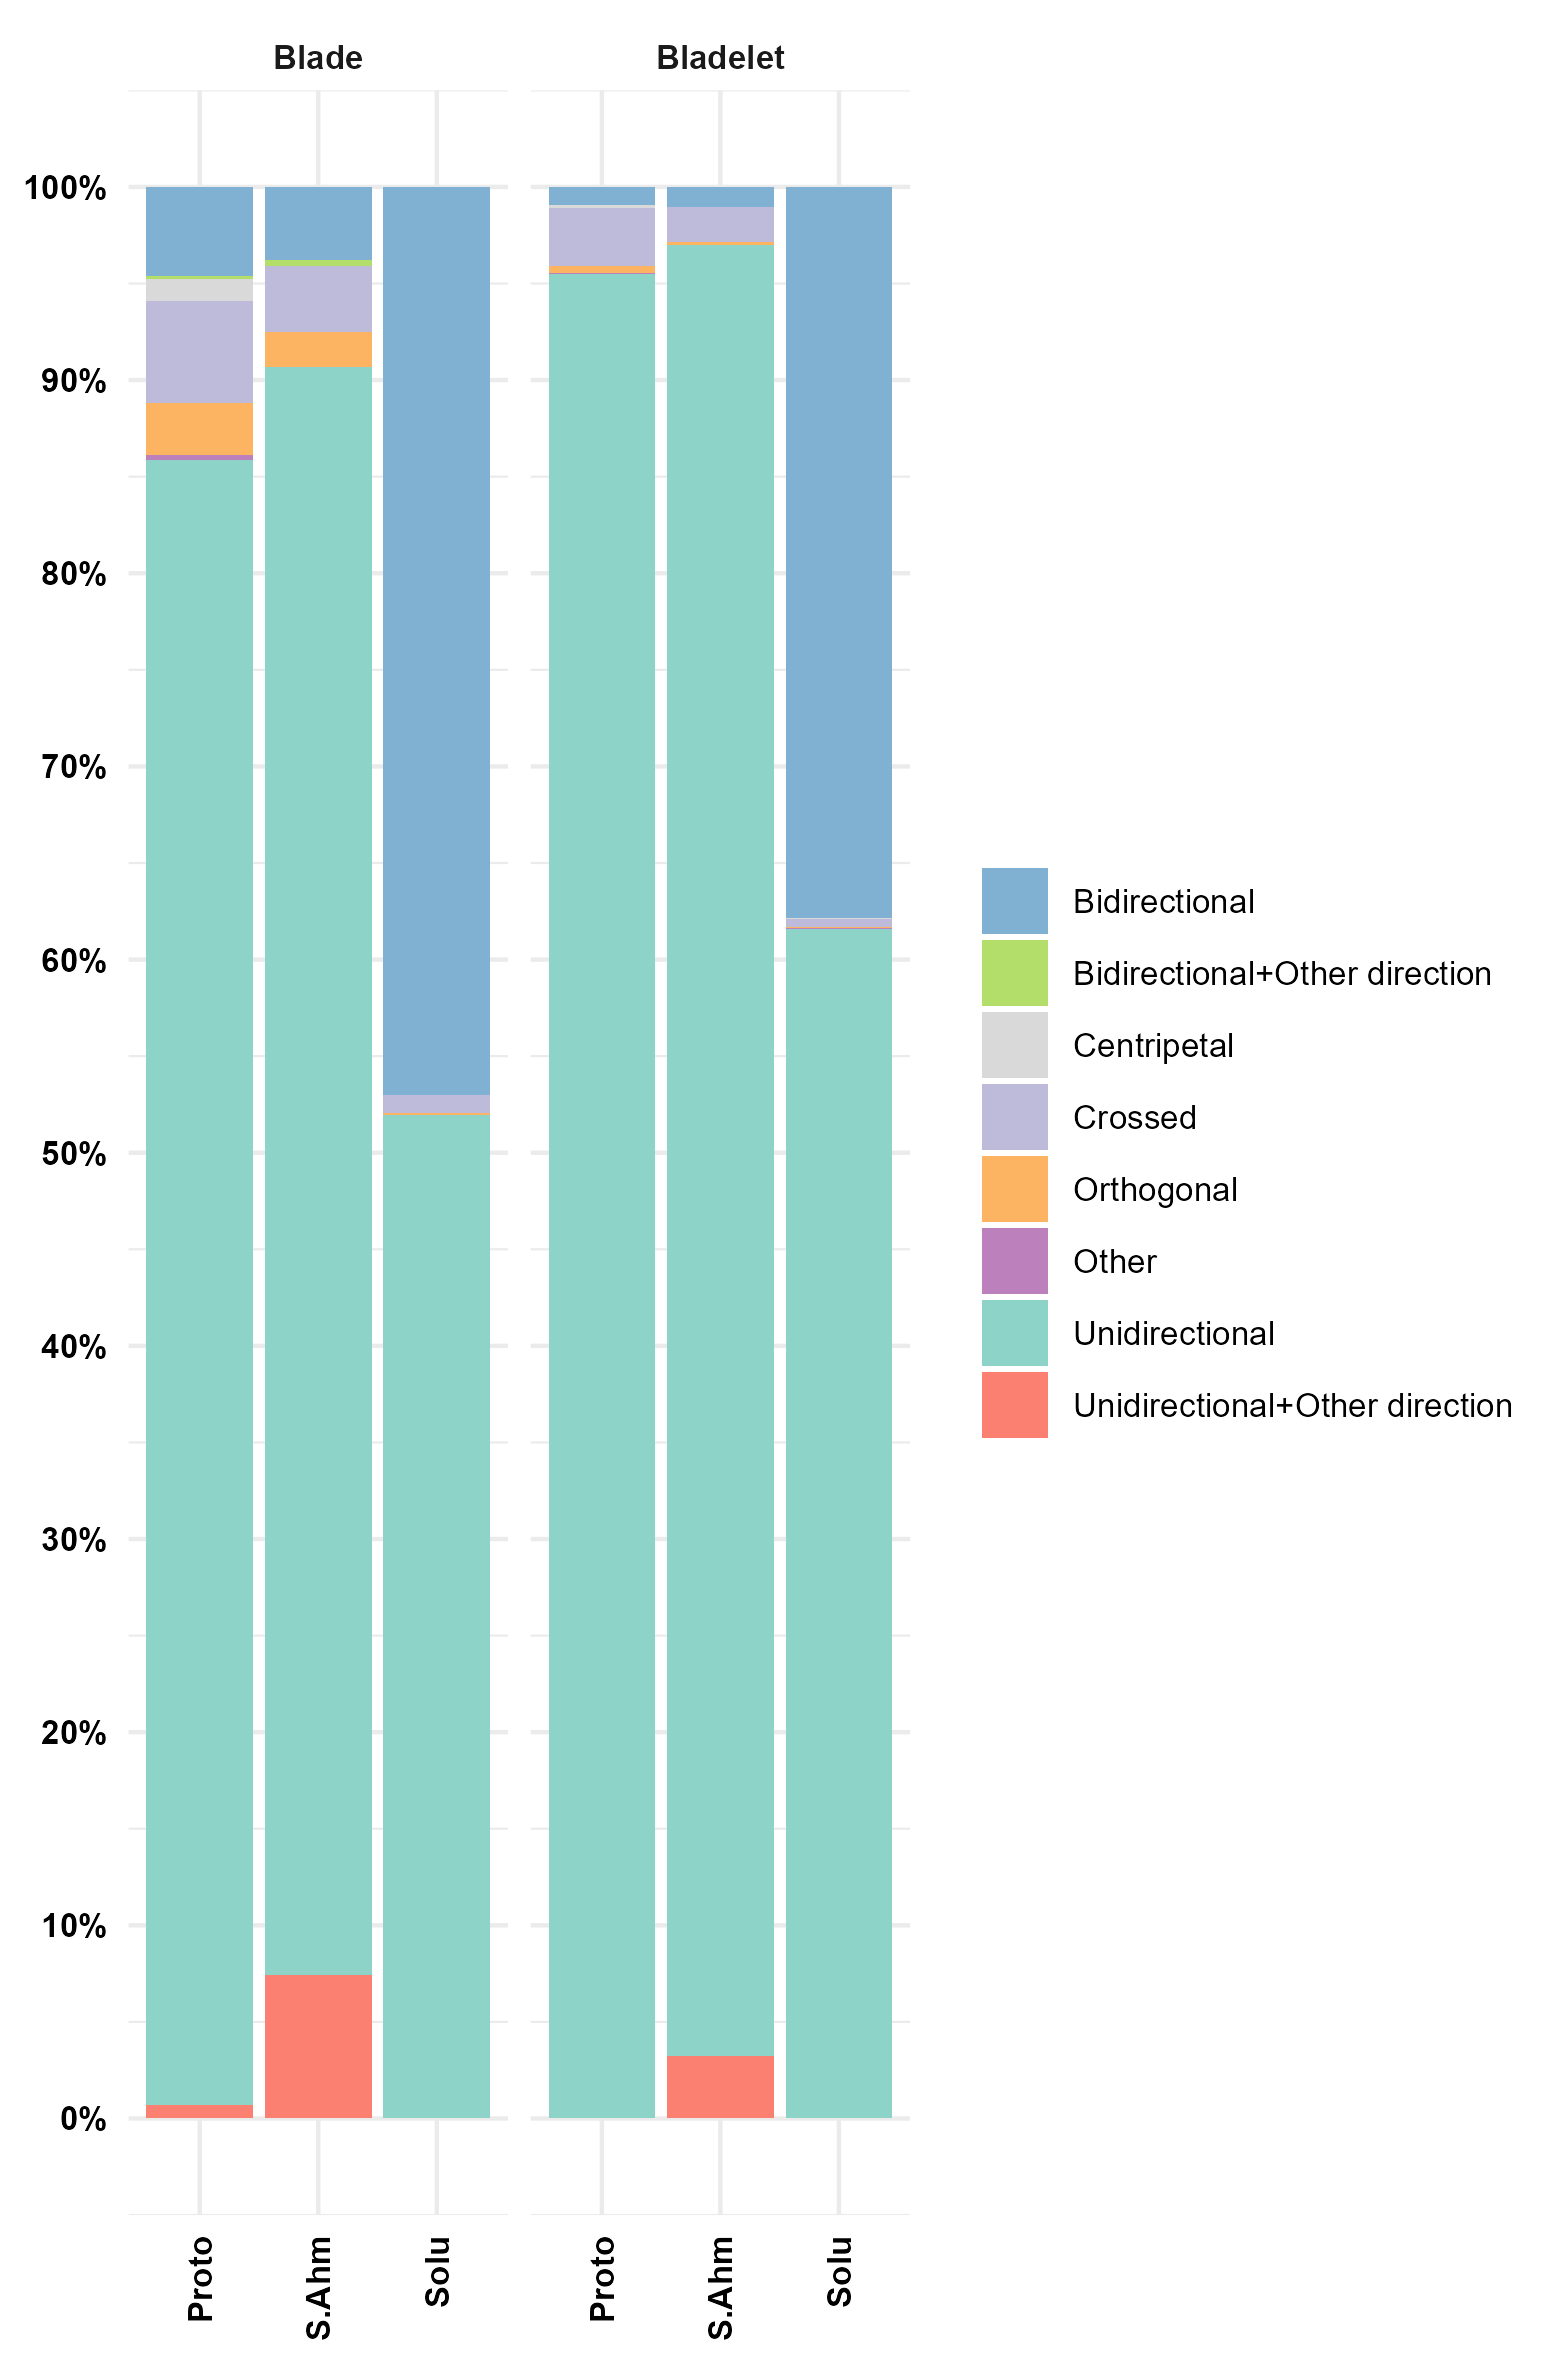 Blade
Bladelet
100%
90%
80%
70%
60%
50%
40%
30%
20%
10%
0%
Proto
S.Ahm
Solu
Proto
S.Ahm
Solu
Bidirectional
Bidirectional+Other direction
Centripetal
Crossed
Orthogonal
Other
Unidirectional
Unidirectional+Other direction